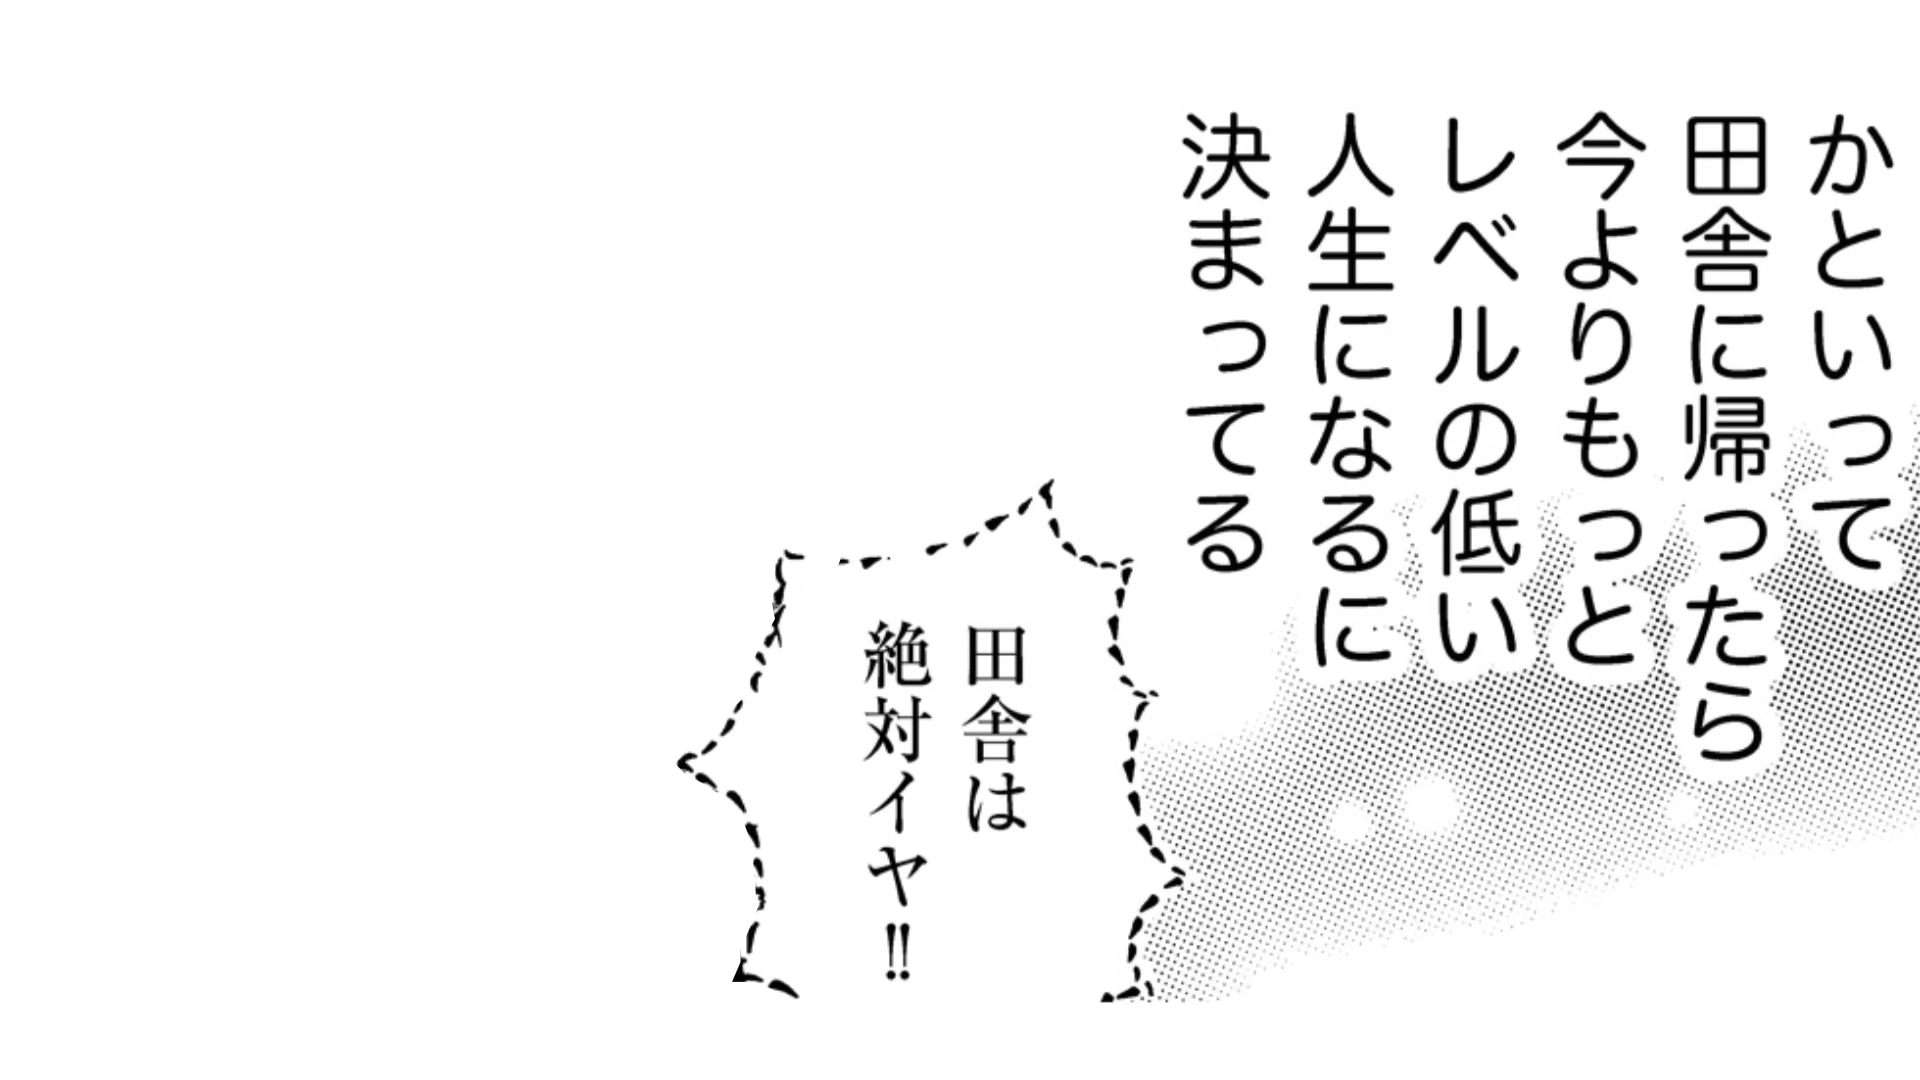 かといって
田舎に帰ったら
今よりもっと
レベルの低い
人生になるに
決まってる
田舎は
絶対イヤ!!